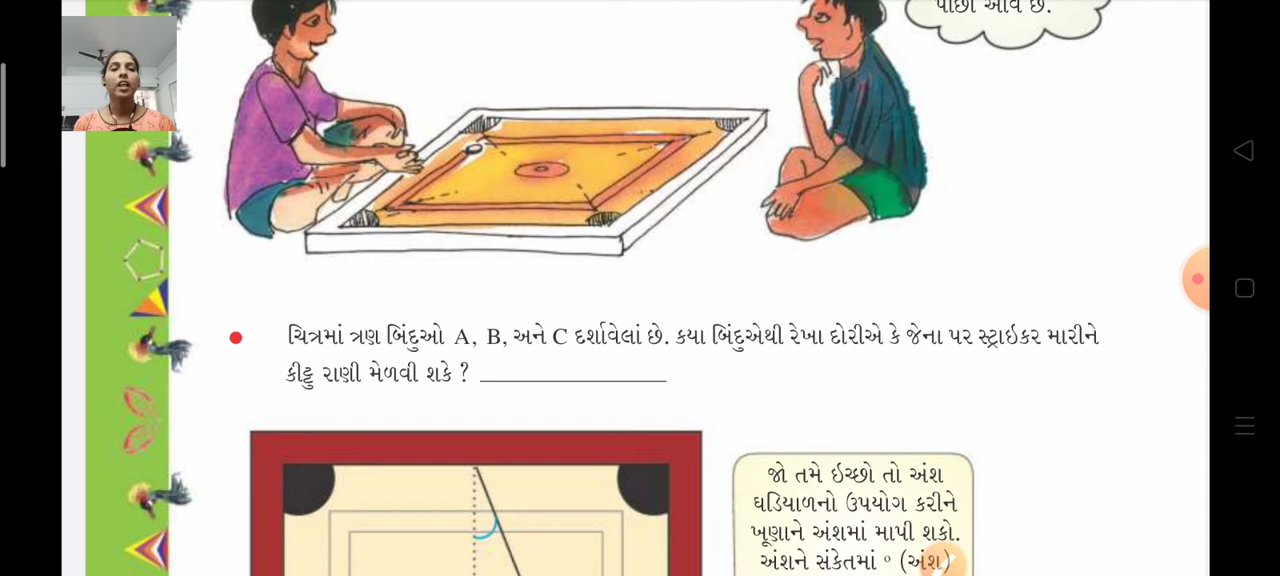 પાછી આવે છે.
ચિત્રમાં ત્રણ બિંદુઓ A, B, અને C દર્શાવેલાં છે. કયા બિંદુએથી રેખા દોરીએ કે જેના પર સ્ટ્રાઇકર મારીને
કીટ્ટુ રાણી મેળવી શકે ?
જો તમે ઇચ્છો તો અંશ
ઘડિયાળનો ઉપયોગ કરીને
ખૂણાને અંશમાં માપી શકો.
અંશને સંકેતમાં ° (અંશ)